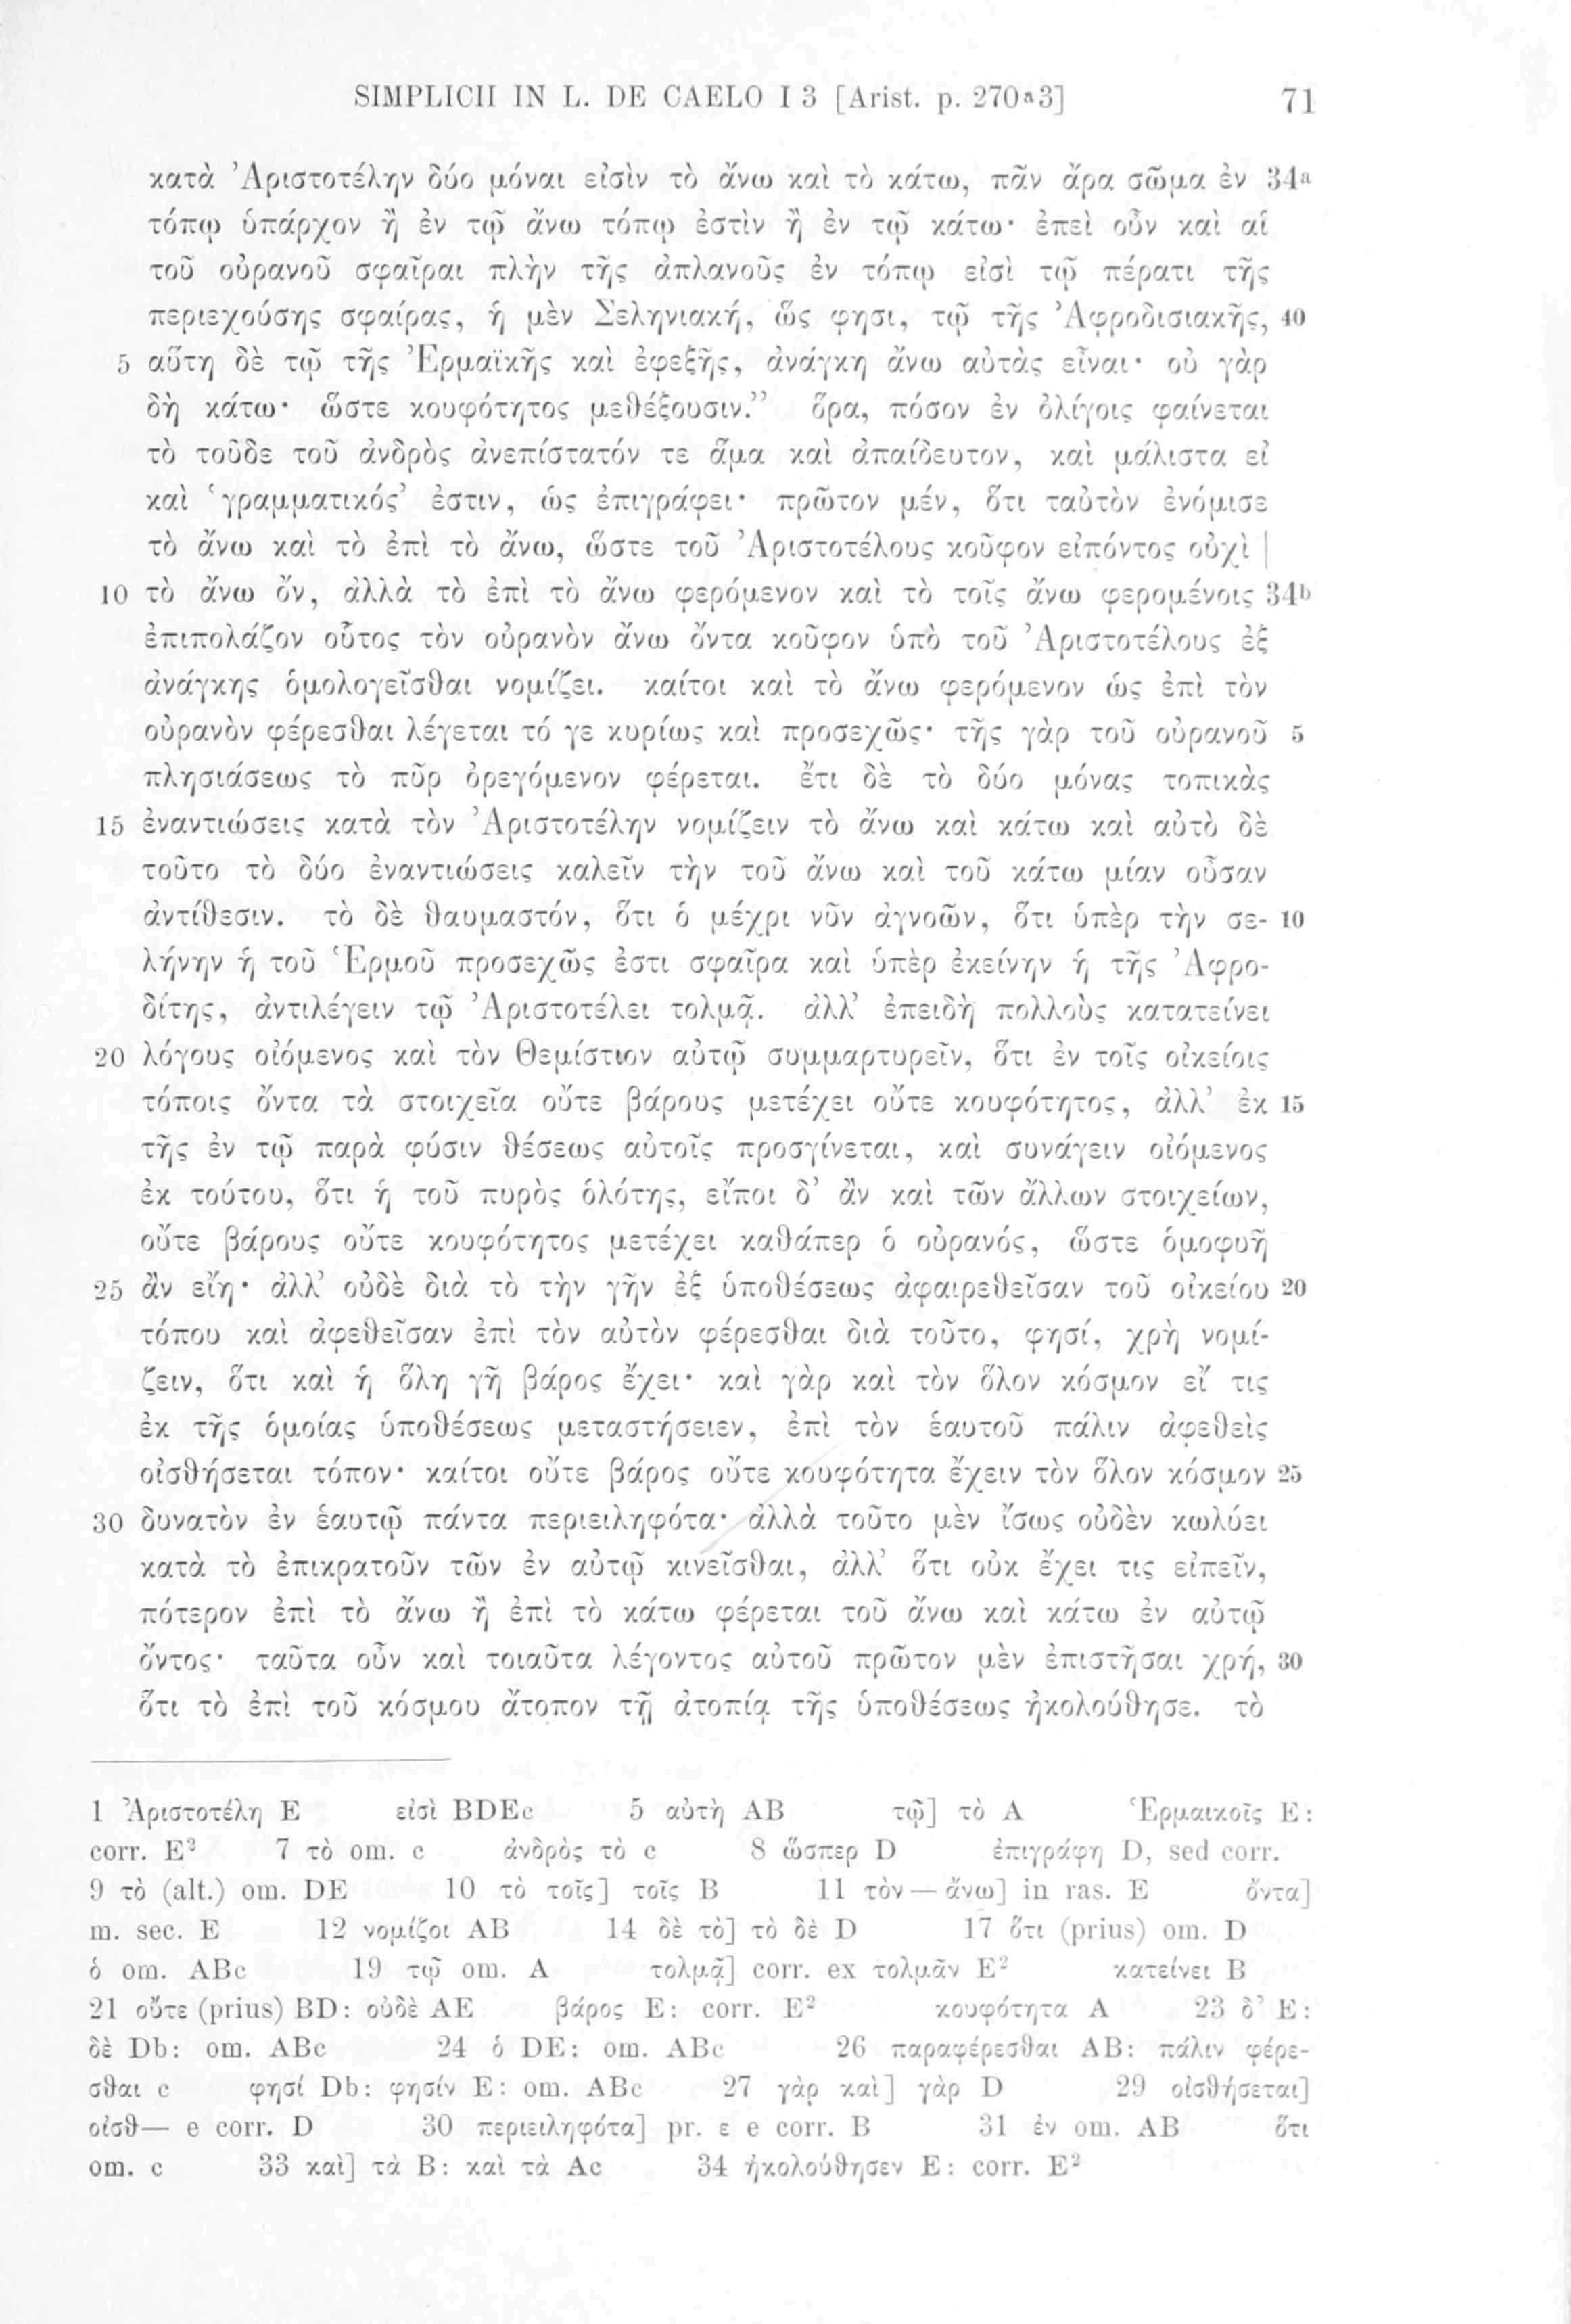 SIMPLICII IN L. DE CAELO I 3 [Arist. p. 270ᵃ3] 71
κατὰ Ἀριστοτέλην δύο μόναι εἰσὶν τὸ ἄνω καὶ τὸ κάτω, πᾶν ἄρα σῶμα ἐν 34ᵃ
τόπῳ ὑπάρχον ἢ ἐν τῷ ἄνω τόπῳ ἐστὶν ἢ ἐν τῷ κάτω· ἐπεὶ οὖν καὶ αἱ
τοῦ οὐρανοῦ σφαῖραι πλὴν τῆς ἀπλανοῦς ἐν τόπῳ εἰσὶ τῷ πέρατι τῆς
περιεχούσης σφαίρας, ἡ μὲν Σεληνιακή, ὥς φησι, τῷ τῆς Ἀφροδισιακῆς, 40
5 αὕτη δὲ τῷ τῆς Ἑρμαϊκῆς καὶ ἐφεξῆς, ἀνάγκη ἄνω αὐτὰς εἶναι· οὐ γὰρ
δὴ κάτω· ὥστε κουφότητος μεθέξουσιν.” ὅρα, πόσον ἐν ὀλίγοις φαίνεται
τὸ τοῦδε τοῦ ἀνδρὸς ἀνεπίστατόν τε ἅμα καὶ ἀπαίδευτον, καὶ μάλιστα εἰ
καὶ ‘γραμματικός’ ἐστιν, ὡς ἐπιγράφει· πρῶτον μέν, ὅτι ταὐτὸν ἐνόμισε
τὸ ἄνω καὶ τὸ ἐπὶ τὸ ἄνω, ὥστε τοῦ Ἀριστοτέλους κοῦφον εἰπόντος οὐχὶ |
10 τὸ ἄνω ὄν, ἀλλὰ τὸ ἐπὶ τὸ ἄνω φερόμενον καὶ τὸ τοῖς ἄνω φερομένοις 34ᵇ
ἐπιπολάζον οὗτος τὸν οὐρανὸν ἄνω ὄντα κοῦφον ὑπὸ τοῦ Ἀριστοτέλους ἐξ
ἀνάγκης ὁμολογεῖσθαι νομίζει. καίτοι καὶ τὸ ἄνω φερόμενον ὡς ἐπὶ τὸν
οὐρανὸν φέρεσθαι λέγεται τό γε κυρίως καὶ προσεχῶς· τῆς γὰρ τοῦ οὐρανοῦ 5
πλησιάσεως τὸ πῦρ ὀρεγόμενον φέρεται. ἔτι δὲ τὸ δύο μόνας τοπικὰς
15 ἐναντιώσεις κατὰ τὸν Ἀριστοτέλην νομίζειν τὸ ἄνω καὶ κάτω καὶ αὐτὸ δὲ
τοῦτο τὸ δύο ἐναντιώσεις καλεῖν τὴν τοῦ ἄνω καὶ τοῦ κάτω μίαν οὖσαν
ἀντίθεσιν. τὸ δὲ θαυμαστόν, ὅτι ὁ μέχρι νῦν ἀγνοῶν, ὅτι ὑπὲρ τὴν σε- 10
λήνην ἡ τοῦ Ἑρμοῦ προσεχῶς ἐστι σφαῖρα καὶ ὑπὲρ ἐκείνην ἡ τῆς Ἀφρο-
δίτης, ἀντιλέγειν τῷ Ἀριστοτέλει τολμᾷ. ἀλλ’ ἐπειδὴ πολλοὺς κατατείνει
20 λόγους οἰόμενος καὶ τὸν Θεμίστιον αὐτῷ συμμαρτυρεῖν, ὅτι ἐν τοῖς οἰκείοις
τόποις ὄντα τὰ στοιχεῖα οὔτε βάρους μετέχει οὔτε κουφότητος, ἀλλ’ ἐκ 15
τῆς ἐν τῷ παρὰ φύσιν θέσεως αὐτοῖς προσγίνεται, καὶ συνάγειν οἰόμενος
ἐκ τούτου, ὅτι ἡ τοῦ πυρὸς ὁλότης, εἴποι δ’ ἂν καὶ τῶν ἄλλων στοιχείων,
οὔτε βάρους οὔτε κουφότητος μετέχει καθάπερ ὁ οὐρανός, ὥστε ὁμοφυῆ
25 ἂν εἴη· ἀλλ’ οὐδὲ διὰ τὸ τὴν γῆν ἐξ ὑποθέσεως ἀφαιρεθεῖσαν τοῦ οἰκείου 20
τόπου καὶ ἀφεθεῖσαν ἐπὶ τὸν αὐτὸν φέρεσθαι διὰ τοῦτο, φησί, χρὴ νομί-
ζειν, ὅτι καὶ ἡ ὅλη γῆ βάρος ἔχει· καὶ γὰρ καὶ τὸν ὅλον κόσμον εἴ τις
ἐκ τῆς ὁμοίας ὑποθέσεως μεταστήσειεν, ἐπὶ τὸν ἑαυτοῦ πάλιν ἀφεθεὶς
οἰσθήσεται τόπον· καίτοι οὔτε βάρος οὔτε κουφότητα ἔχειν τὸν ὅλον κόσμον 25
30 δυνατὸν ἐν ἑαυτῷ πάντα περιειληφότα· ἀλλὰ τοῦτο μὲν ἴσως οὐδὲν κωλύει
κατὰ τὸ ἐπικρατοῦν τῶν ἐν αὐτῷ κινεῖσθαι, ἀλλ’ ὅτι οὐκ ἔχει τις εἰπεῖν,
πότερον ἐπὶ τὸ ἄνω ἢ ἐπὶ τὸ κάτω φέρεται τοῦ ἄνω καὶ κάτω ἐν αὐτῷ
ὄντος· ταῦτα οὖν καὶ τοιαῦτα λέγοντος αὐτοῦ πρῶτον μὲν ἐπιστῆσαι χρή, 30
ὅτι τὸ ἐπὶ τοῦ κόσμου ἄτοπον τῇ ἀτοπίᾳ τῆς ὑποθέσεως ἠκολούθησε. τὸ
1 Ἀριστοτέλη E εἰσὶ BDEc 5 αὐτὴ AB τῷ] τὸ A Ἑρμαικοῖς E:
corr. E² 7 τὸ om. c ἀνδρὸς τὸ c 8 ὥσπερ D ἐπιγράφη D, sed corr.
9 τὸ (alt.) om. DE 10 τὸ τοῖς] τοῖς B 11 τὸν — ἄνω] in ras. E ὄντα]
m. sec. E 12 νομίζοι AB 14 δὲ τὸ] τὸ δὲ D 17 ὅτι (prius) om. D
ὁ om. ABc 19 τῷ om. A τολμᾷ] corr. ex τολμᾶν E² κατείνει B
21 οὔτε (prius) BD: οὐδὲ AE βάρος E: corr. E² κουφότητα A 23 δ’ E:
δὲ Db: om. ABc 24 ὁ DE: om. ABc 26 παραφέρεσθαι AB: πάλιν φέρε-
σθαι c φησί Db: φησίν E: om. ABc 27 γὰρ καὶ] γὰρ D 29 οἰσθήσεται]
οἰσθ— e corr. D 30 περιειληφότα] pr. ε e corr. B 31 ἐν om. AB ὅτι
om. c 33 καὶ] τὰ B: καὶ τὰ Ac 34 ἠκολούθησεν E: corr. E²